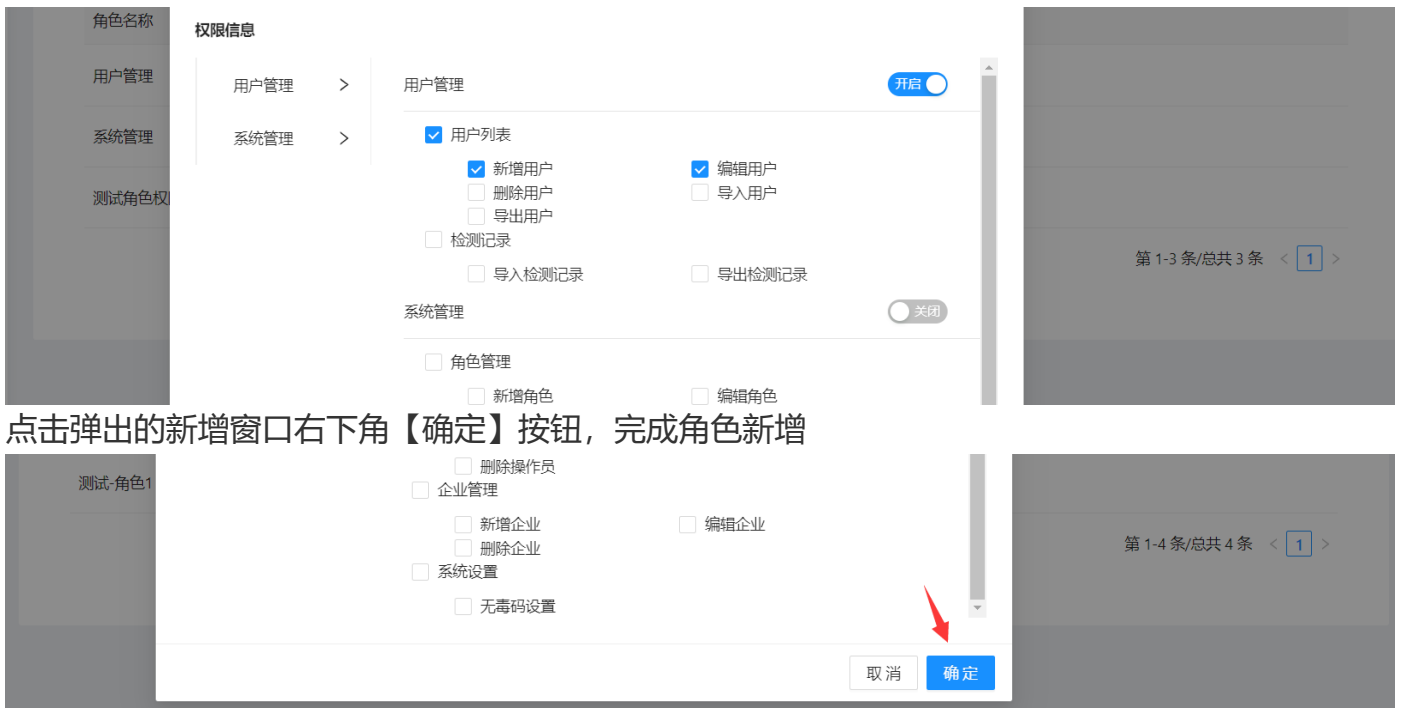 角色名称
权限信息
用户管理
用户管理 >
用户管理
开启
系统管理
系统管理 >
用户列表
新增用户
编辑用户
测试角色权
删除用户
导入用户
导出用户
检测记录
第 1-3 条/总共 3 条 < 1 >
导入检测记录
导出检测记录
系统管理
关闭
角色管理
新增角色
编辑角色
点击弹出的新增窗口右下角【确定】按钮，完成角色新增
删除操作员
测试-角色1
企业管理
新增企业
编辑企业
第 1-4 条/总共 4 条 < 1 >
删除企业
系统设置
无毒码设置
取消
确定